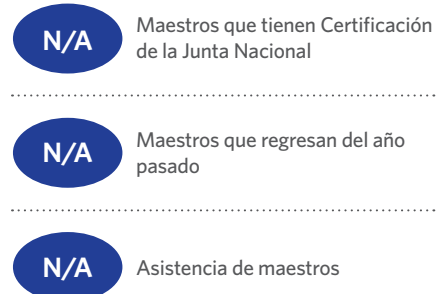 N/A
Maestros que tienen Certificación
de la Junta Nacional
N/A
Maestros que regresan del año
pasado
N/A
Asistencia de maestros